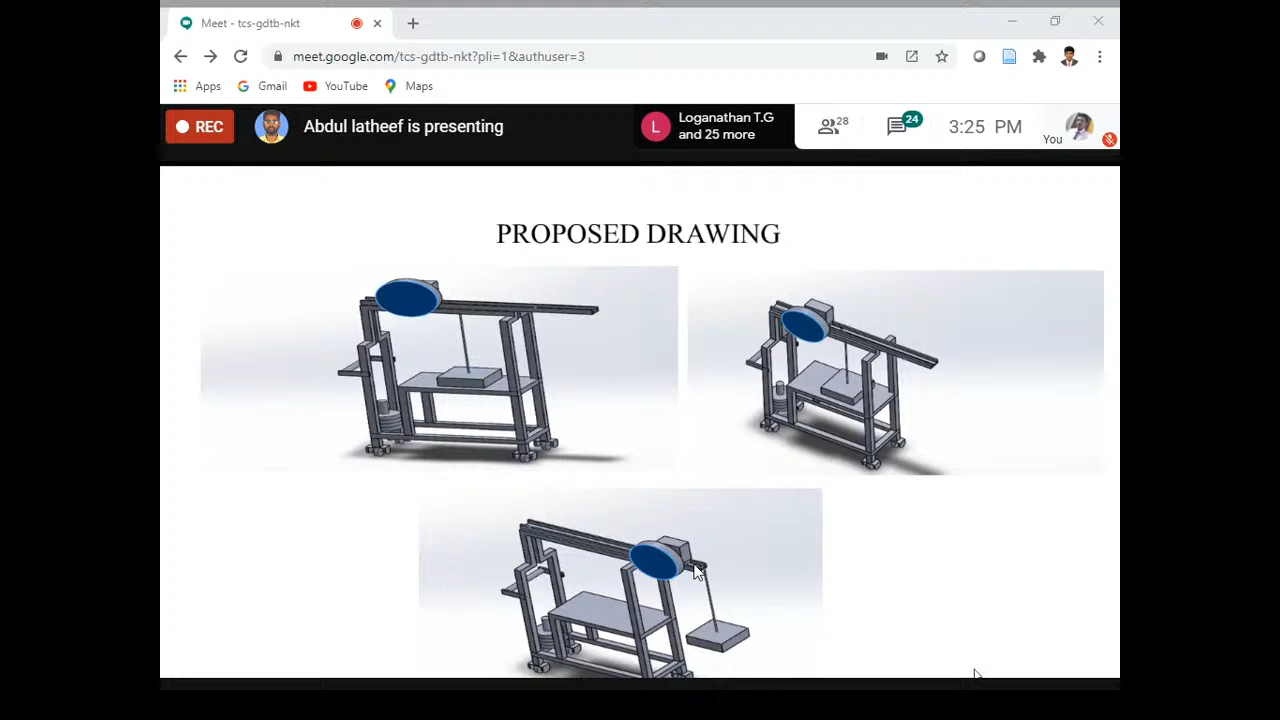 Meet - tcs-gdtb-nkt
meet.google.com/tcs-gdtb-nkt?pli=1&authuser=3
Apps Gmail YouTube Maps
REC
Abdul latheef is presenting
L
Loganathan T.G
and 25 more
28
24
3:25 PM
You
PROPOSED DRAWING